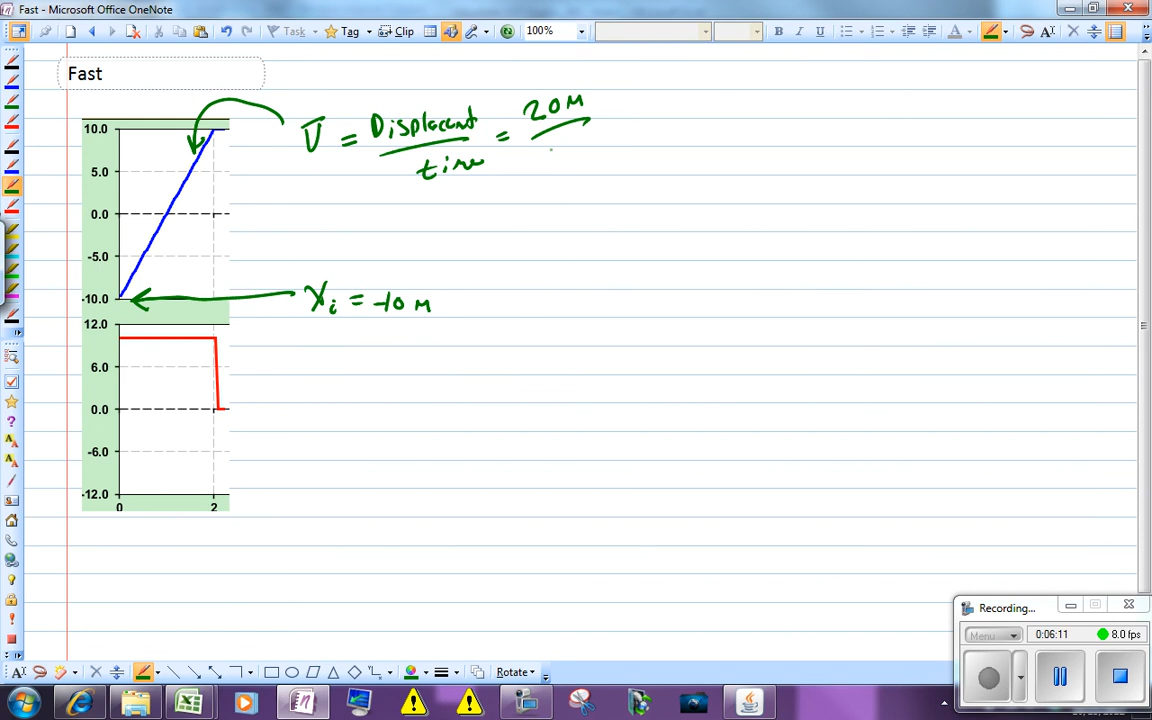 Fast - Microsoft Office OneNote
Task Tag Clip 100% B I U A
Fast
V = Displacemt = 20 M
time
10.0
5.0
0.0
-5.0
-10.0
Xi = -10 M
12.0
6.0
0.0
-6.0
-12.0
0 2
Recording...
Menu 0:06:11 8.0 fps
Rotate